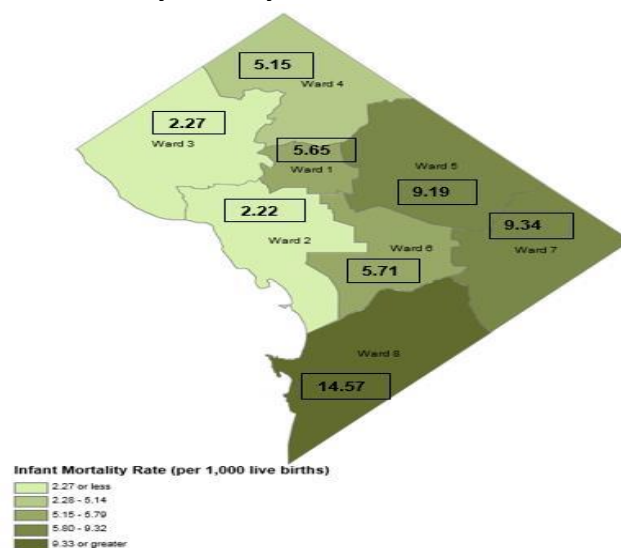 5.15
Ward 4
2.27
Ward 3
5.65
Ward 1
Ward 5
9.19
2.22
Ward 2
9.34
Ward 7
Ward 6
5.71
Ward 8
14.57
Infant Mortality Rate (per 1,000 live births)
2.27 or less
2.28 - 5.14
5.15 - 5.79
5.80 - 9.32
9.33 or greater